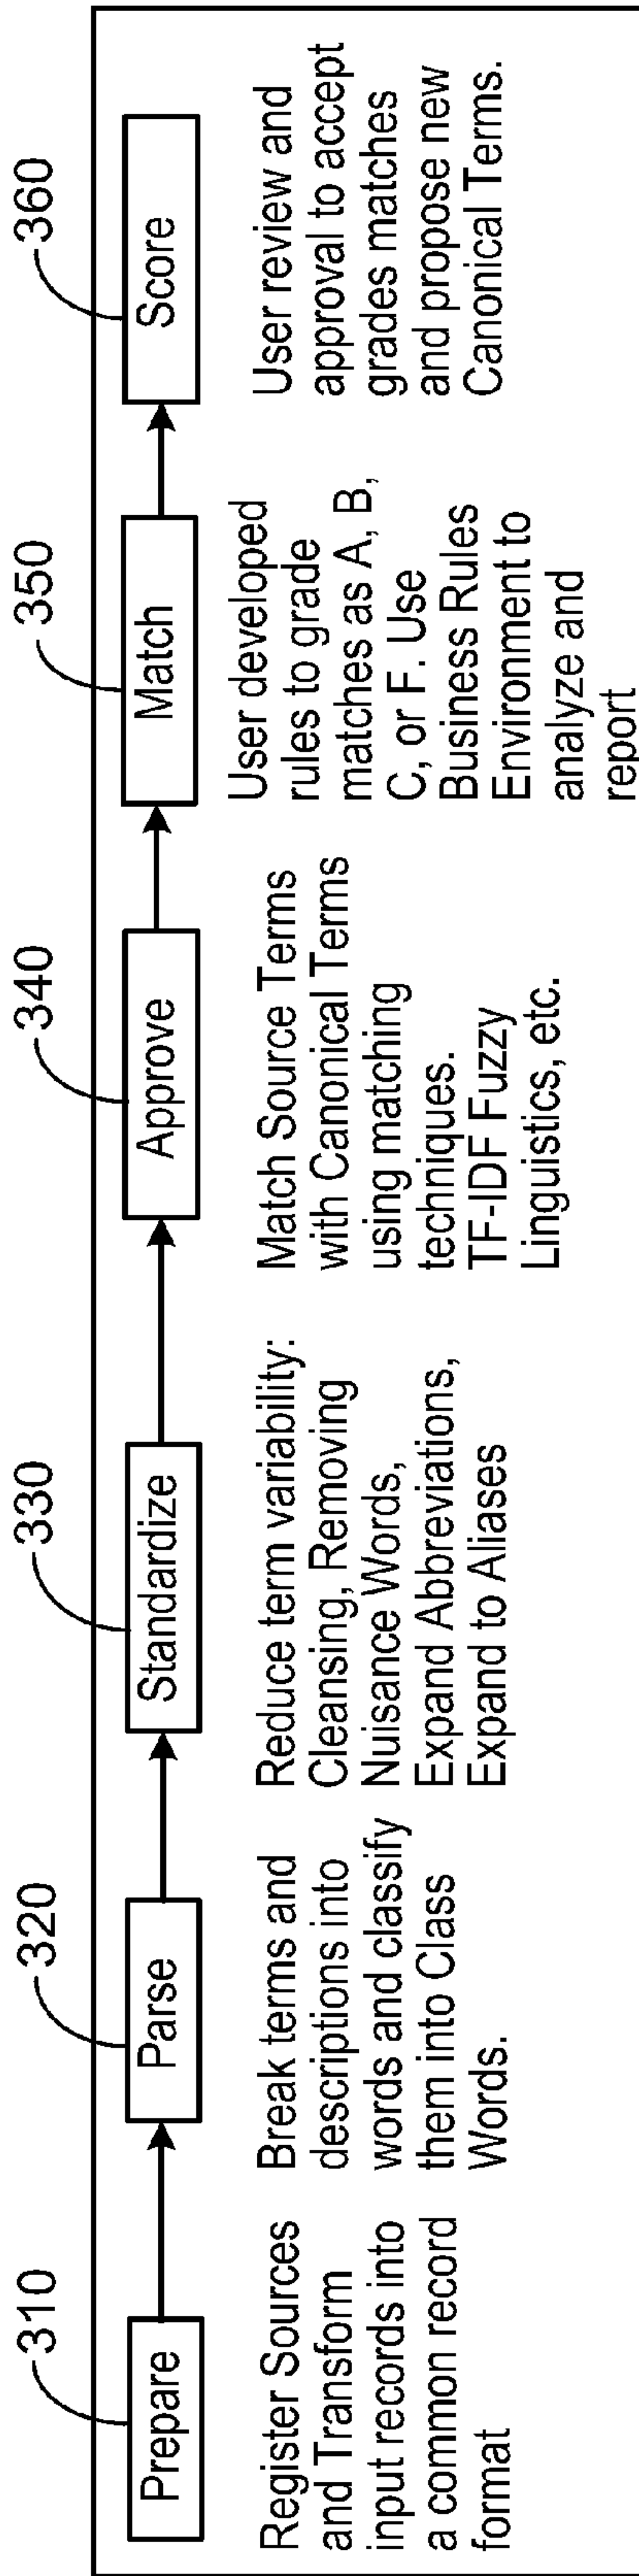 310
Prepare
Register Sources
and Transform
input records into
a common record
format
320
Parse
Break terms and
descriptions into
words and classify
them into Class
Words.
330
Standardize
Reduce term variability:
Cleansing, Removing
Nuisance Words,
Expand Abbreviations,
Expand to Aliases
340
Approve
Match Source Terms
with Canonical Terms
using matching
techniques.
TF-IDF Fuzzy
Linguistics, etc.
350
Match
User developed
rules to grade
matches as A, B,
C, or F. Use
Business Rules
Environment to
analyze and
report
360
Score
User review and
approval to accept
grades matches
and propose new
Canonical Terms.